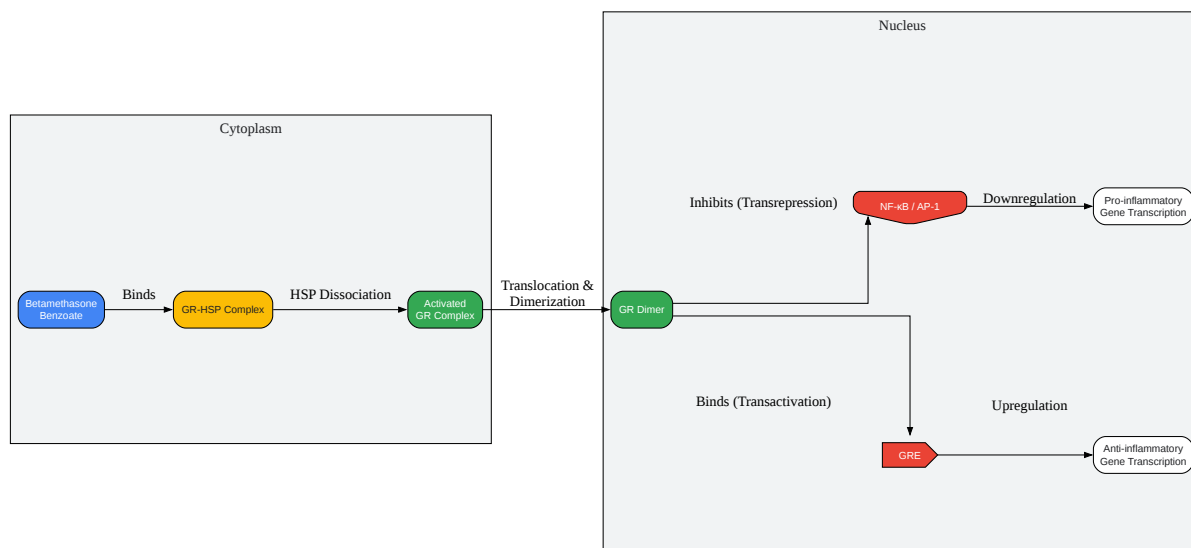 Nucleus
Cytoplasm
Betamethasone
Benzoate
Binds
GR-HSP Complex
HSP Dissociation
Activated
GR Complex
Translocation &
Dimerization
GR Dimer
Inhibits (Transrepression)
NF-κB / AP-1
Downregulation
Pro-inflammatory
Gene Transcription
Binds (Transactivation)
GRE
Upregulation
Anti-inflammatory
Gene Transcription